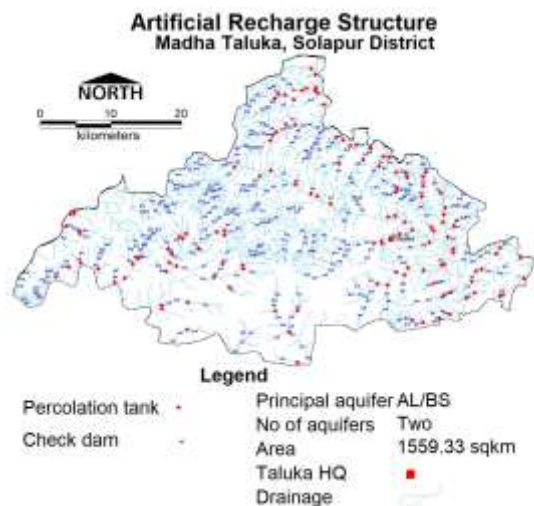 Artificial Recharge Structure
Madha Taluka, Solapur District
NORTH
0 10 20
kilometers
Legend
Percolation tank
Check dam
Principal aquifer AL/BS
No of aquifers Two
Area 1559.33 sqkm
Taluka HQ
Drainage